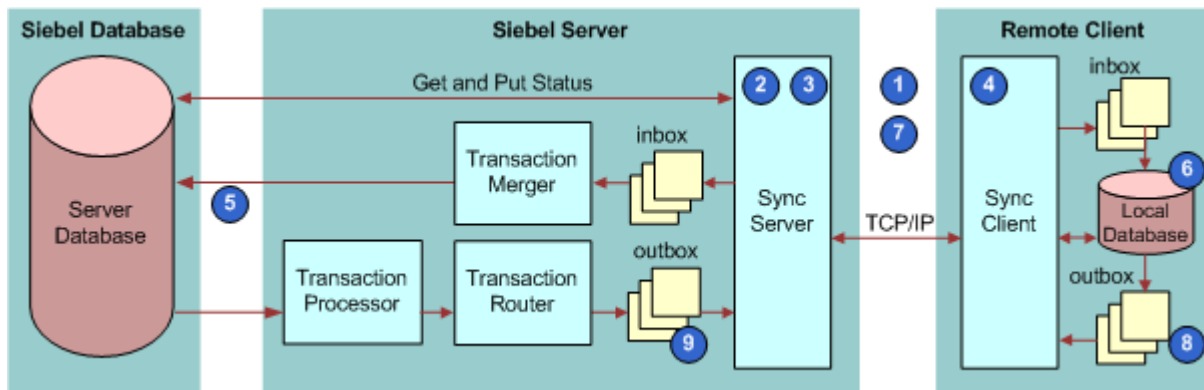 Siebel Database
Siebel Server
Remote Client
Get and Put Status
2
3
1
4
inbox
7
inbox
Transaction
Merger
6
5
Server
Database
Sync
Server
TCP/IP
Sync
Client
Local
Database
outbox
outbox
Transaction
Processor
Transaction
Router
9
8